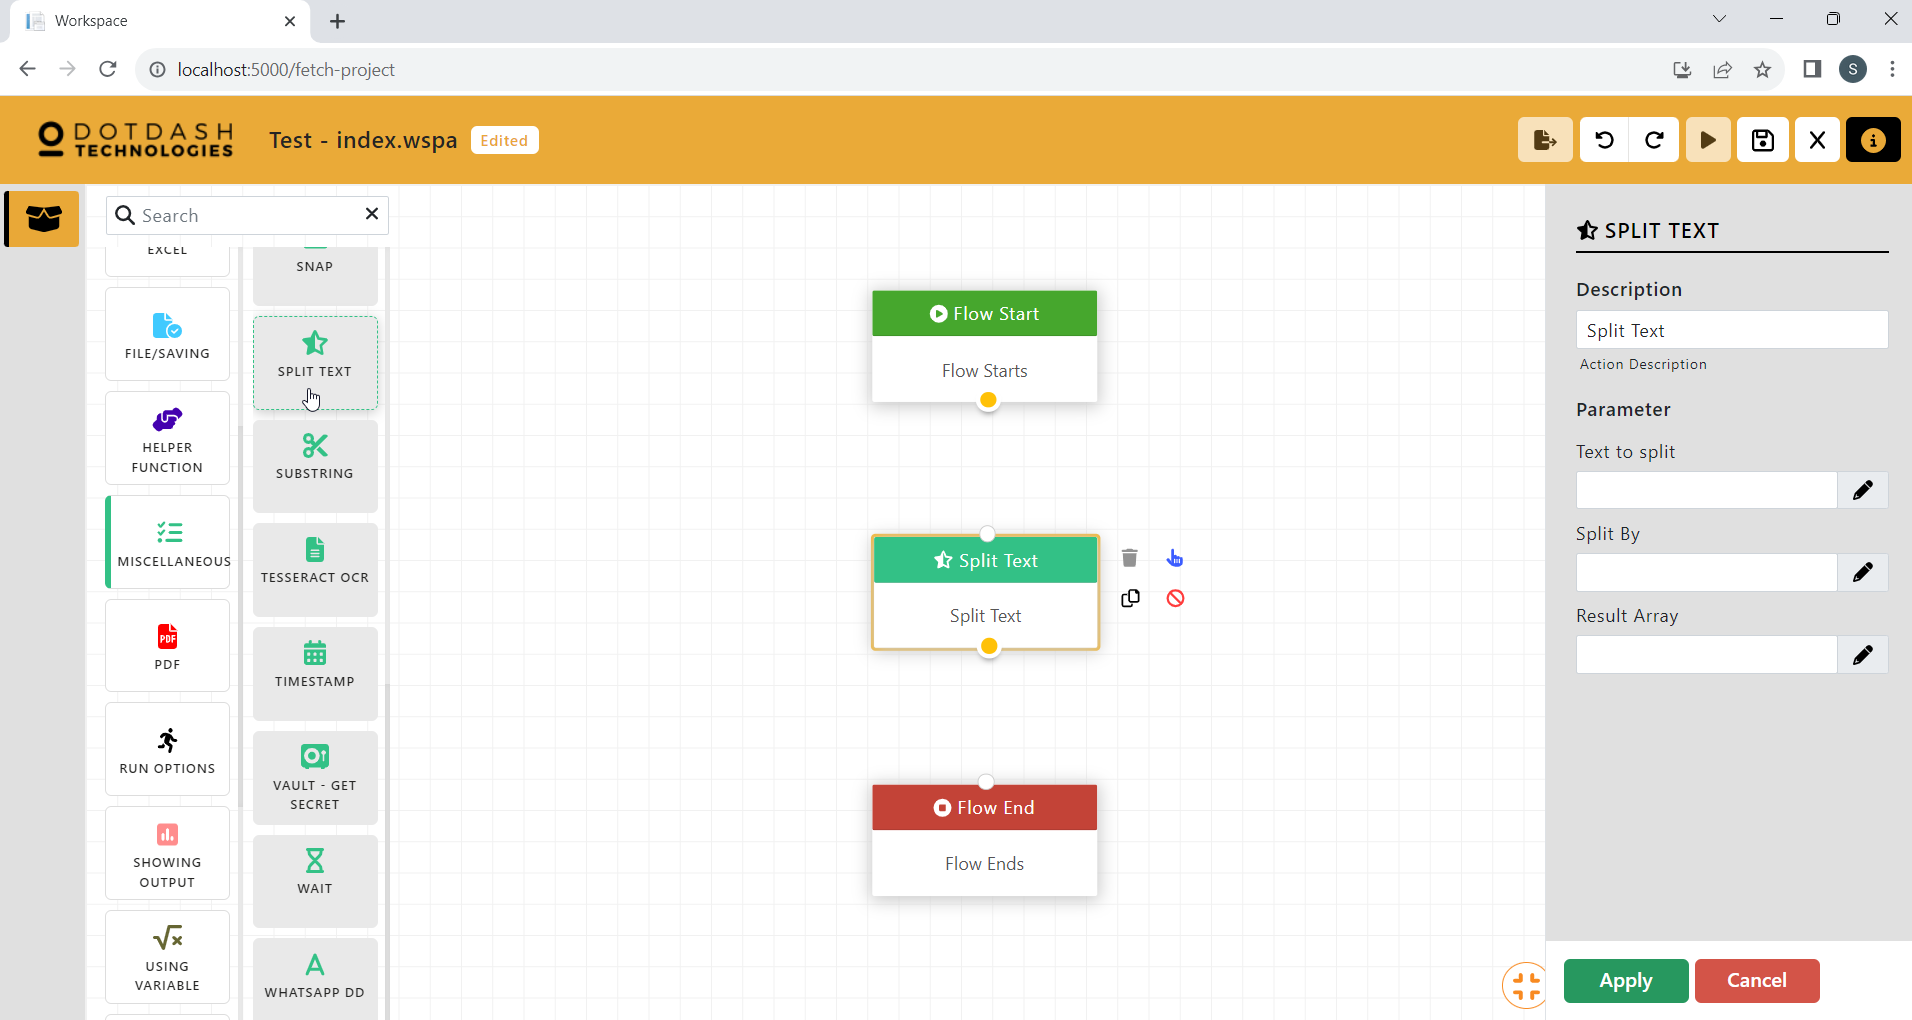 Workspace
localhost:5000/fetch-project
S
DOTDASH
TECHNOLOGIES
Test - index.wspa
Edited
Search
EXCEL
FILE/SAVING
HELPER
FUNCTION
MISCELLANEOUS
PDF
PDF
RUN OPTIONS
SHOWING
OUTPUT
USING
VARIABLE
SNAP
SPLIT TEXT
SUBSTRING
TESSERACT OCR
TIMESTAMP
VAULT - GET
SECRET
WAIT
WHATSAPP DD
Flow Start
Flow Starts
Split Text
Split Text
Flow End
Flow Ends
SPLIT TEXT
Description
Split Text
Action Description
Parameter
Text to split
Split By
Result Array
Apply
Cancel